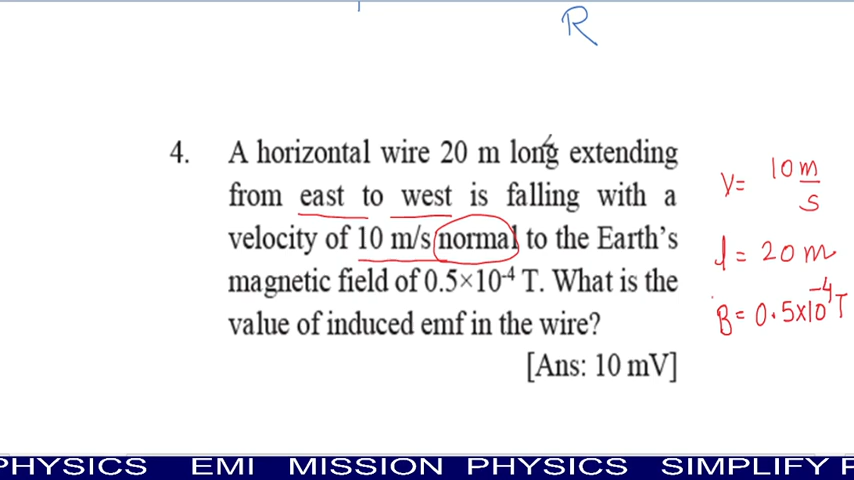 R
4. A horizontal wire 20 m long extending
from east to west is falling with a
velocity of 10 m/s normal to the Earth's
magnetic field of 0.5×10⁻⁴ T. What is the
value of induced emf in the wire?
[Ans: 10 mV]
V= 10 m/s
l = 20 m
B= 0.5×10⁻⁴T
PHYSICS EMI MISSION PHYSICS SIMPLIFY P